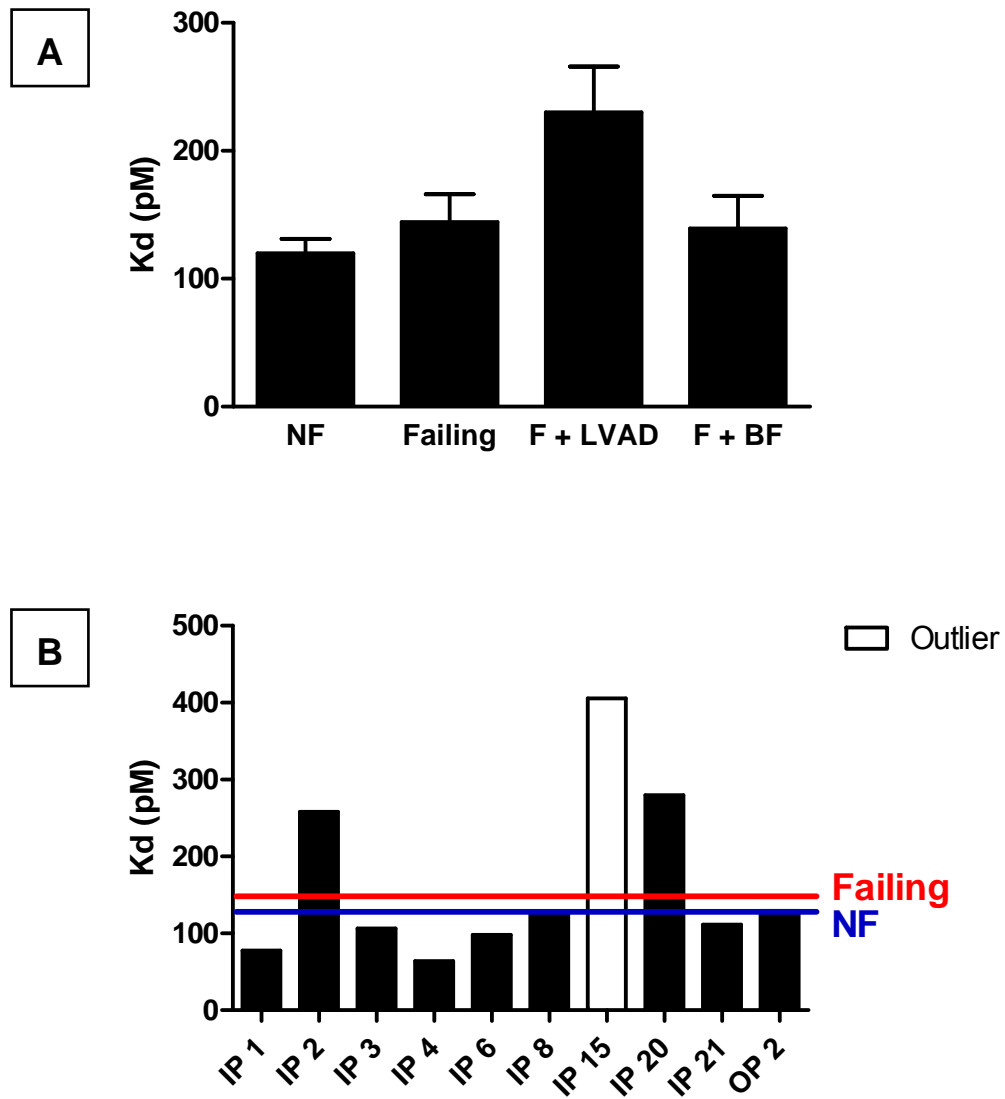 A
Kd (pM)
300
200
100
0
NF Failing F + LVAD F + BF
B
Outlier
Kd (pM)
500
400
300
200
100
0
Failing
NF
IP 1 IP 2 IP 3 IP 4 IP 6 IP 8 IP 15 IP 20 IP 21 OP 2